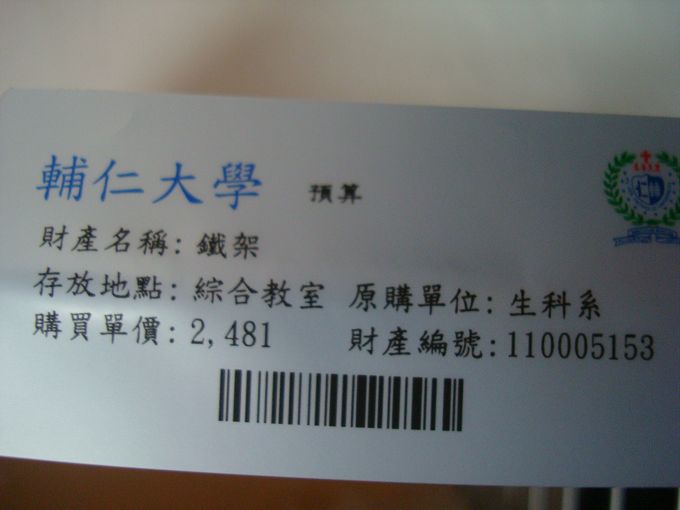 輔仁大學 預算
財產名稱: 鐵架
存放地點: 綜合教室 原購單位: 生科系
購買單價: 2,481 財產編號: 110005153